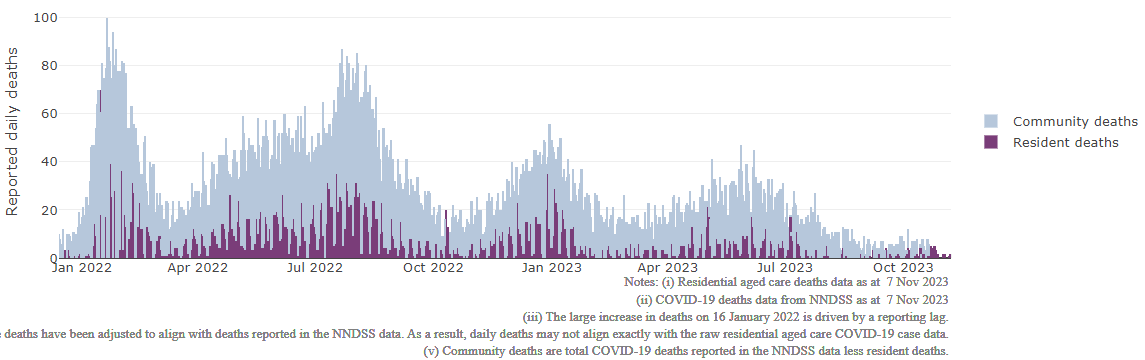 100
80
60
40
20
0
Reported daily deaths
Jan 2022
Apr 2022
Jul 2022
Oct 2022
Jan 2023
Apr 2023
Jul 2023
Oct 2023
Community deaths
Resident deaths
Notes: (i) Residential aged care deaths data as at 7 Nov 2023
(ii) COVID-19 deaths data from NNDSS as at 7 Nov 2023
(iii) The large increase in deaths on 16 January 2022 is driven by a reporting lag.
e deaths have been adjusted to align with deaths reported in the NNDSS data. As a result, daily deaths may not align exactly with the raw residential aged care COVID-19 case data.
(v) Community deaths are total COVID-19 deaths reported in the NNDSS data less resident deaths.